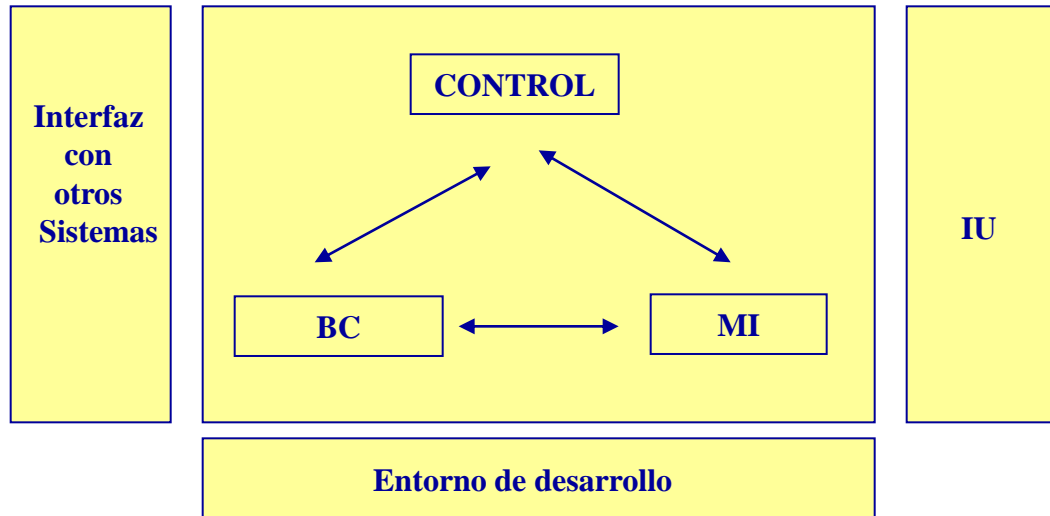 CONTROL
Interfaz
con
otros
Sistemas
IU
BC
MI
Entorno de desarrollo